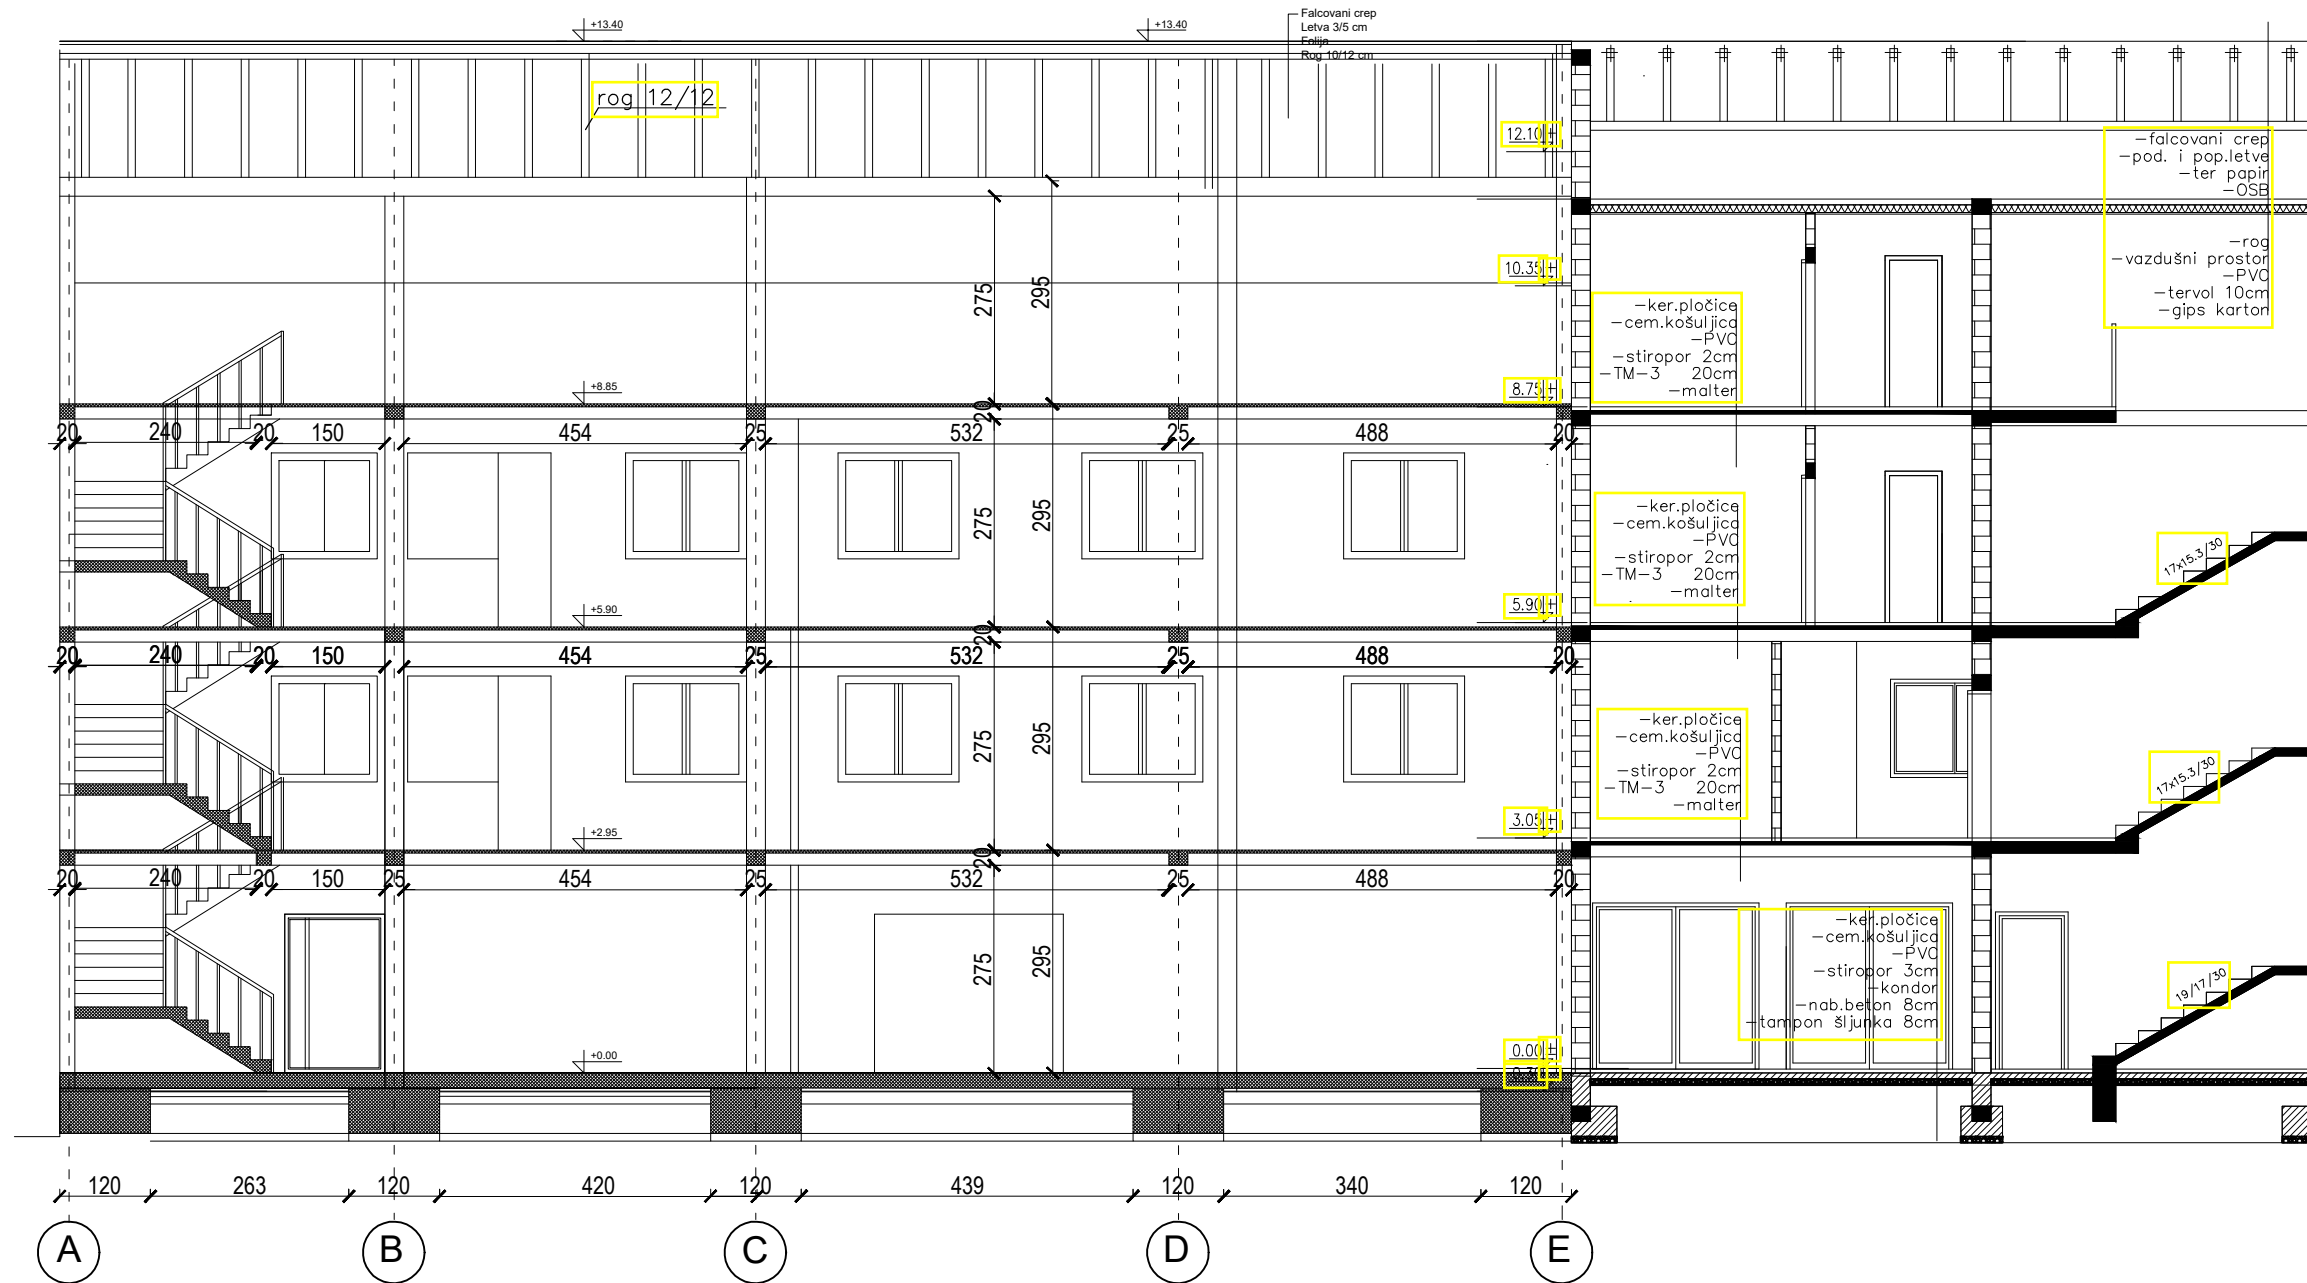 +13.40
+13.40
Falcovani crep
Letva 3/5 cm
Folija
Rog 10/12 cm
rog 12/12
12.10
-falcovani crep
-pod. i pop.letve
-ter papir
-OSB
-rog
-vazdušni prostor
-PVC
-tervol 10cm
-gips karton
10.35
275
295
-ker.pločice
-cem.košuljica
-PVC
-stiropor 2cm
-TM-3 20cm
-malter
+8.85
8.75
20
20 240 20 150 454 25 532 25 488 20
275
295
-ker.pločice
-cem.košuljica
-PVC
-stiropor 2cm
-TM-3 20cm
-malter
17x15.3/30
+5.90
5.90
20
20 240 20 150 454 25 532 25 488 20
275
295
-ker.pločice
-cem.košuljica
-PVC
-stiropor 2cm
-TM-3 20cm
-malter
17x15.3/30
+2.95
3.05
20
20 240 20 150 25 454 25 532 25 488 20
275
295
-ker.pločice
-cem.košuljica
-PVC
-stiropor 3cm
-kondor
-nab.beton 8cm
-tampon šljunka 8cm
19/17/30
+0.00
0.00 ±
120 263 120 420 120 439 120 340 120
A B C D E